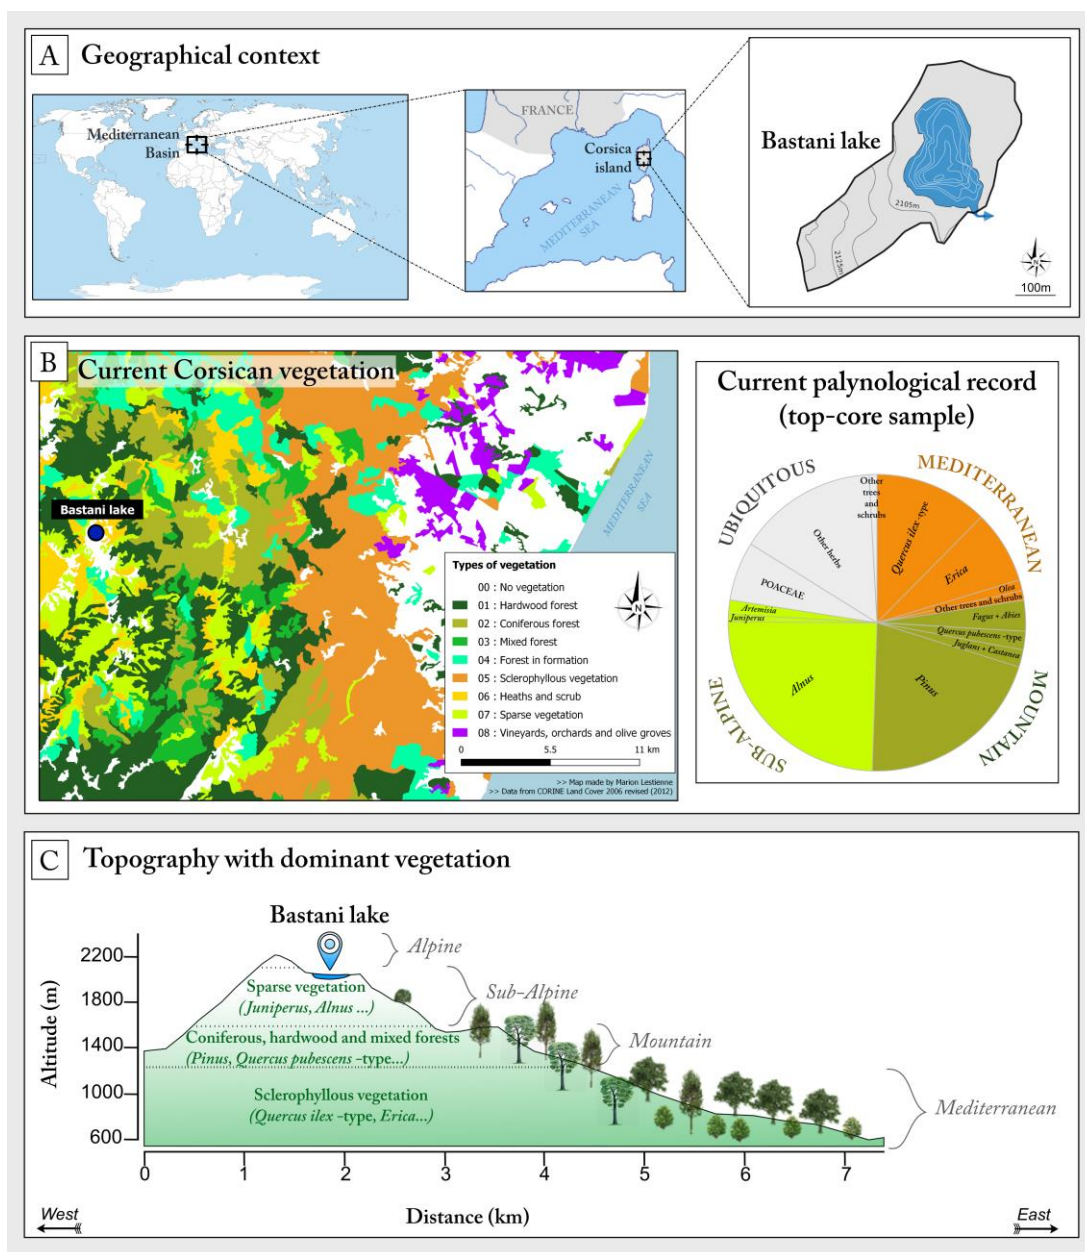 A Geographical context
Mediterranean
Basin
FRANCE
Corsica
island
MEDITERRANEAN
SEA
Bastani lake
2105m
2125m
N
100m
B Current Corsican vegetation
Bastani lake
MEDITERRANEAN
SEA
Types of vegetation
00 : No vegetation
01 : Hardwood forest
02 : Coniferous forest
03 : Mixed forest
04 : Forest in formation
05 : Sclerophyllous vegetation
06 : Heaths and scrub
07 : Sparse vegetation
08 : Vineyards, orchards and olive groves
0 5.5 11 km
N
>> Map made by Marion Lestienne
>> Data from CORINE Land Cover 2006 revised (2012)
Current palynological record
(top-core sample)
UBIQUITOUS
MEDITERRANEAN
MOUNTAIN
SUB-ALPINE
Other
trees
and
schrubs
Quercus ilex -type
Erica
Olea
Other trees and schrubs
Fagus + Abies
Quercus pubescens -type
Juglans + Castanea
Pinus
Alnus
Juniperus
Artemisia
POACEAE
Other herbs
C Topography with dominant vegetation
Bastani lake
Alpine
Sub-Alpine
Mountain
Mediterranean
Altitude (m)
2200
1800
1400
1000
600
Sparse vegetation
(Juniperus, Alnus ...)
Coniferous, hardwood and mixed forests
(Pinus, Quercus pubescens -type...)
Sclerophyllous vegetation
(Quercus ilex -type, Erica...)
0 1 2 3 4 5 6 7
West
Distance (km)
East